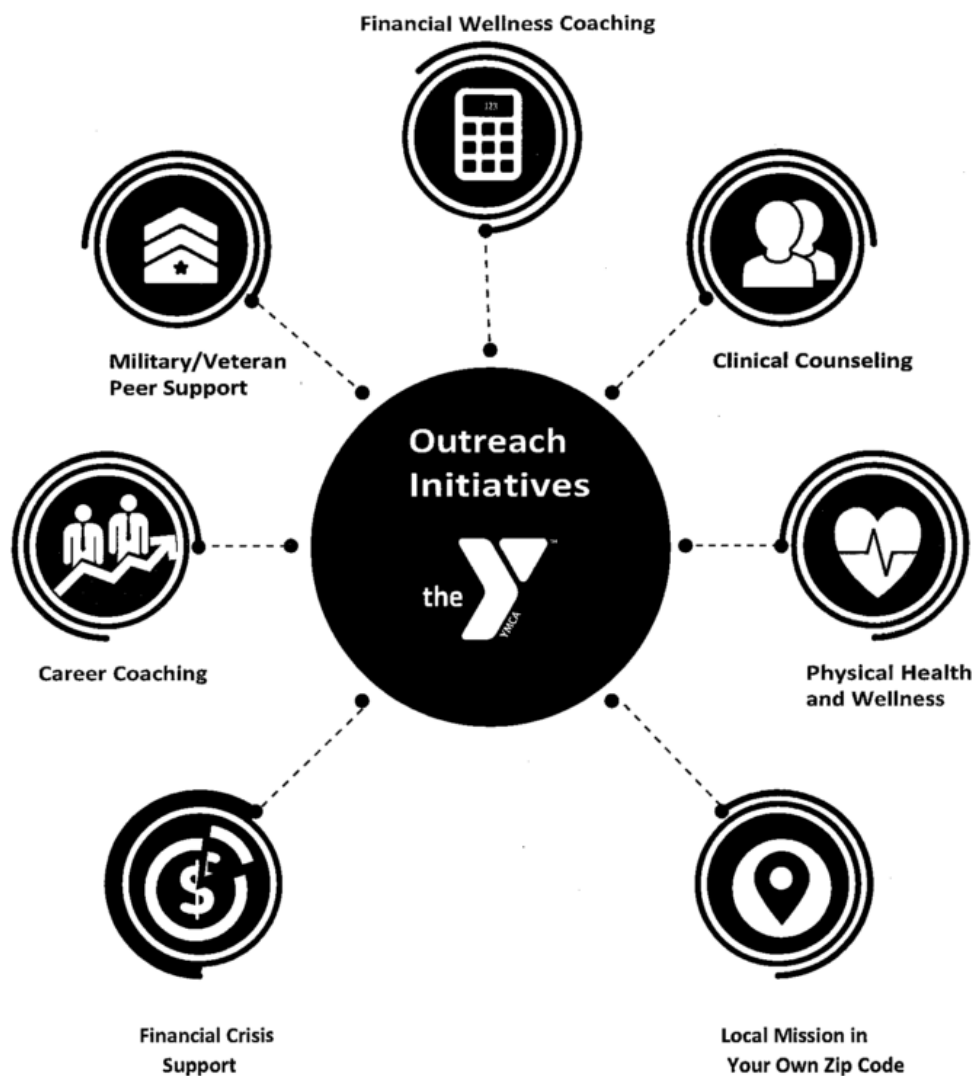 Financial Wellness Coaching
123
Military/Veteran
Peer Support
Clinical Counseling
Outreach
Initiatives
the
YMCA
™
Career Coaching
Physical Health
and Wellness
Financial Crisis
Support
Local Mission in
Your Own Zip Code